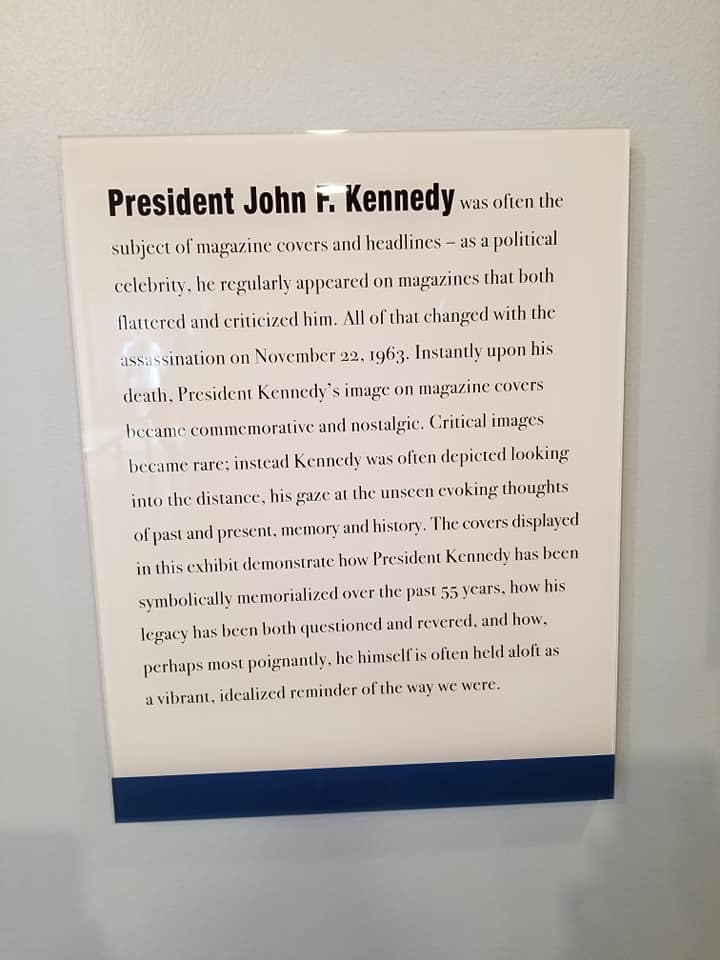 President John F. Kennedy was often the
subject of magazine covers and headlines – as a political
celebrity, he regularly appeared on magazines that both
flattered and criticized him. All of that changed with the
assassination on November 22, 1963. Instantly upon his
death, President Kennedy's image on magazine covers
became commemorative and nostalgic. Critical images
became rare; instead Kennedy was often depicted looking
into the distance, his gaze at the unseen evoking thoughts
of past and present, memory and history. The covers displayed
in this exhibit demonstrate how President Kennedy has been
symbolically memorialized over the past 55 years, how his
legacy has been both questioned and revered, and how,
perhaps most poignantly, he himself is often held aloft as
a vibrant, idealized reminder of the way we were.